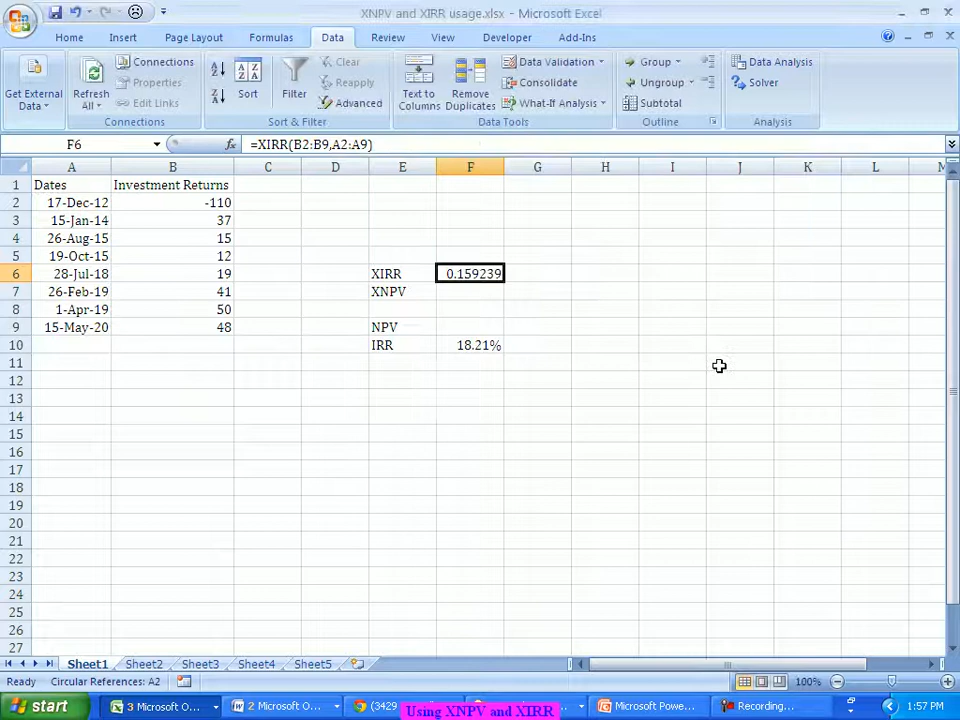 XNPV and XIRR usage.xlsx - Microsoft Excel
Home Insert Page Layout Formulas Data Review View Developer Add-Ins
Get External Data
Refresh All
Connections
Properties
Edit Links
Connections
Sort
Filter
Clear
Reapply
Advanced
Sort & Filter
Text to Columns
Remove Duplicates
Data Validation
Consolidate
What-If Analysis
Data Tools
Group
Ungroup
Subtotal
Outline
Data Analysis
Solver
Analysis
F6 fx =XIRR(B2:B9,A2:A9)
A B C D E F G H I J K L M
1 Dates Investment Returns
2 17-Dec-12 -110
3 15-Jan-14 37
4 26-Aug-15 15
5 19-Oct-15 12
6 28-Jul-18 19 XIRR 0.159239
7 26-Feb-19 41 XNPV
8 1-Apr-19 50
9 15-May-20 48 NPV
10 IRR 18.21%
11
12
13
14
15
16
17
18
19
20
21
22
23
24
25
26
27
Sheet1 Sheet2 Sheet3 Sheet4 Sheet5
Ready Circular References: A2 100%
start 3 Microsoft O... 2 Microsoft O... (3429 Microsoft Pow... Recording... 1:57 PM
Using XNPV and XIRR